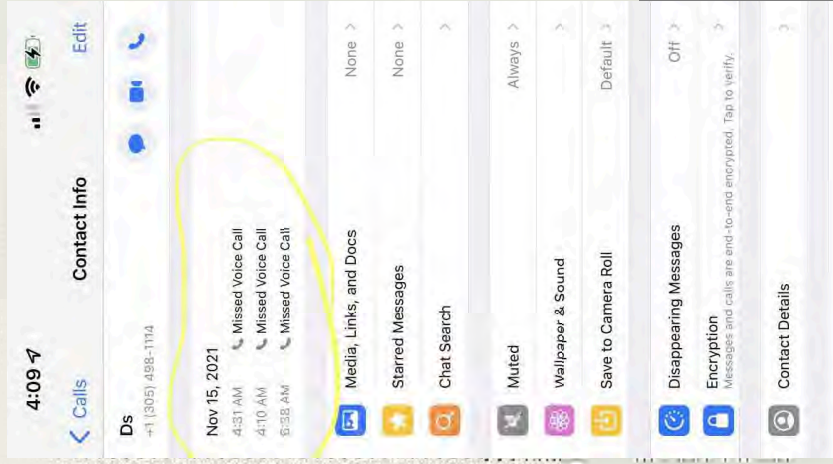 4:09
Calls
Contact Info
Edit
Ds
+1 (305) 498-1114
Nov 15, 2021
4:31 AM Missed Voice Call
4:10 AM Missed Voice Call
6:38 AM Missed Voice Call
Media, Links, and Docs None
Starred Messages None
Chat Search
Muted Always
Wallpaper & Sound
Save to Camera Roll Default
Disappearing Messages Off
Encryption
Messages and calls are end-to-end encrypted. Tap to verify.
Contact Details